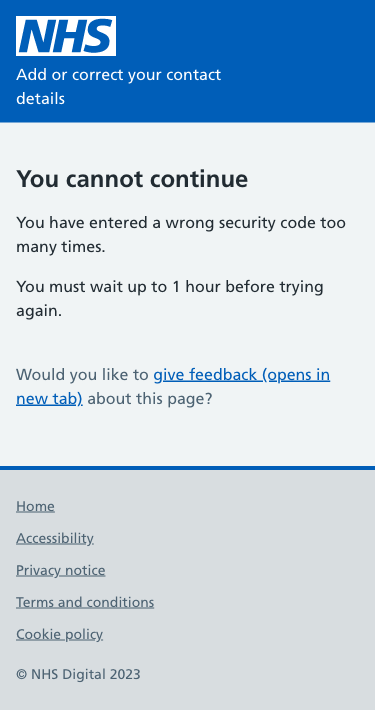 NHS
Add or correct your contact
details
You cannot continue
You have entered a wrong security code too
many times.
You must wait up to 1 hour before trying
again.
Would you like to give feedback (opens in
new tab) about this page?
Home
Accessibility
Privacy notice
Terms and conditions
Cookie policy
© NHS Digital 2023